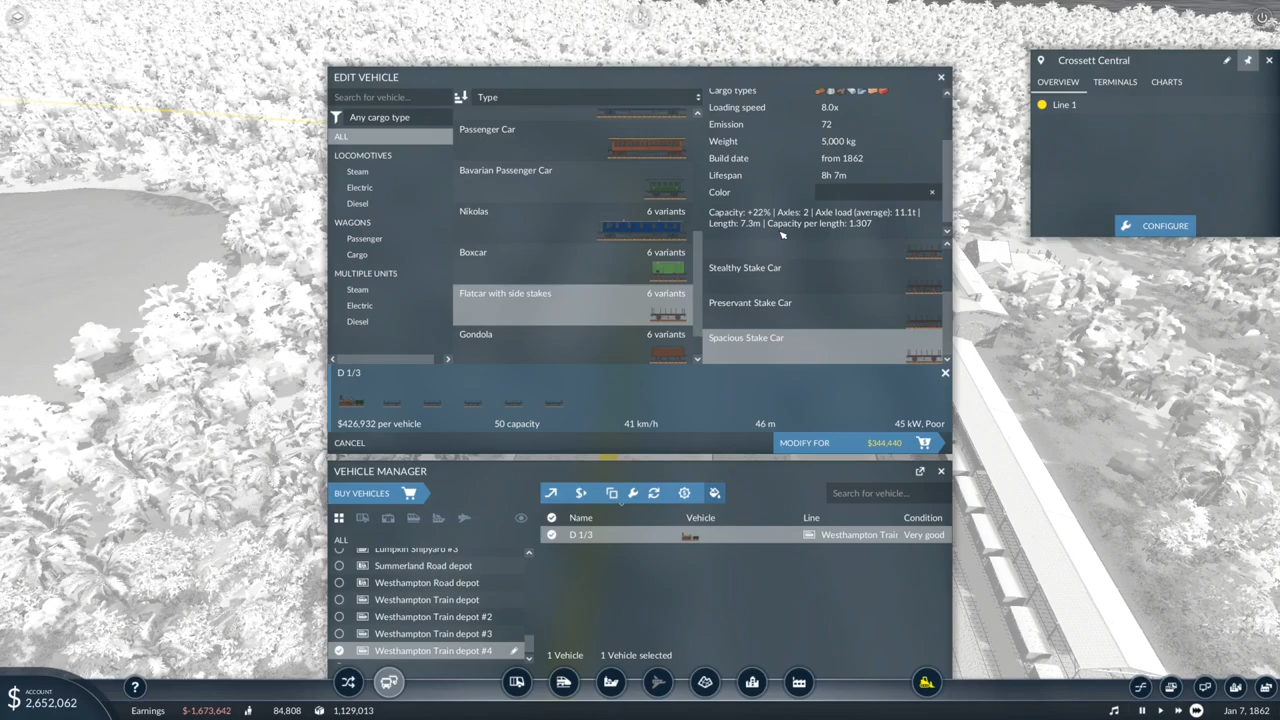 EDIT VEHICLE
Search for vehicle...
Type
Any cargo type
ALL
LOCOMOTIVES
Steam
Electric
Diesel
WAGONS
Passenger
Cargo
MULTIPLE UNITS
Steam
Electric
Diesel
Passenger Car
Bavarian Passenger Car
Nikolas 6 variants
Boxcar 6 variants
Flatcar with side stakes 6 variants
Gondola 6 variants
Cargo types
Loading speed 8.0x
Emission 72
Weight 5,000 kg
Build date from 1862
Lifespan 8h 7m
Color
Capacity: +22% | Axles: 2 | Axle load (average): 11.1t |
Length: 7.3m | Capacity per length: 1.307
Stealthy Stake Car
Preservant Stake Car
Spacious Stake Car
D 1/3
$426,932 per vehicle 50 capacity 41 km/h 46 m 45 kW, Poor
CANCEL MODIFY FOR $344,440
Crossett Central
OVERVIEW TERMINALS CHARTS
Line 1
CONFIGURE
VEHICLE MANAGER
BUY VEHICLES
Search for vehicle...
ALL
Lumpkin Shipyard #3
Summerland Road depot
Westhampton Road depot
Westhampton Train depot
Westhampton Train depot #2
Westhampton Train depot #3
Westhampton Train depot #4
Name Vehicle Line Condition
D 1/3 Westhampton Trai Very good
1 Vehicle 1 Vehicle selected
$ ACCOUNT
2,652,062
?
Earnings $-1,673,642 84,808 1,129,013
Jan 7, 1862